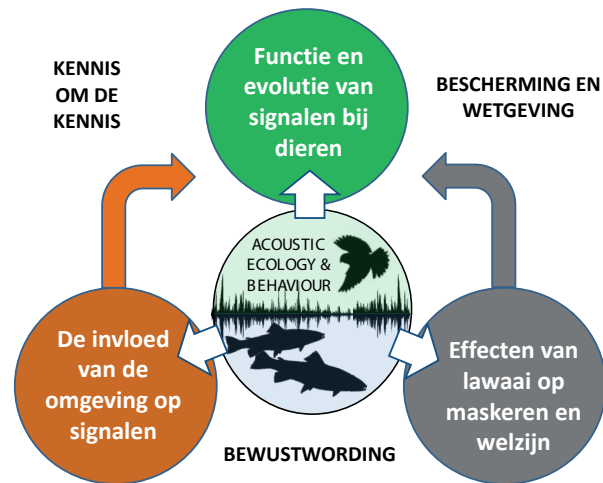 KENNIS
OM DE
KENNIS
Functie en
evolutie van
signalen bij
dieren
BESCHERMING EN
WETGEVING
ACOUSTIC
ECOLOGY &
BEHAVIOUR
De invloed
van de
omgeving op
signalen
Effecten van
lawaai op
maskeren en
welzijn
BEWUSTWORDING